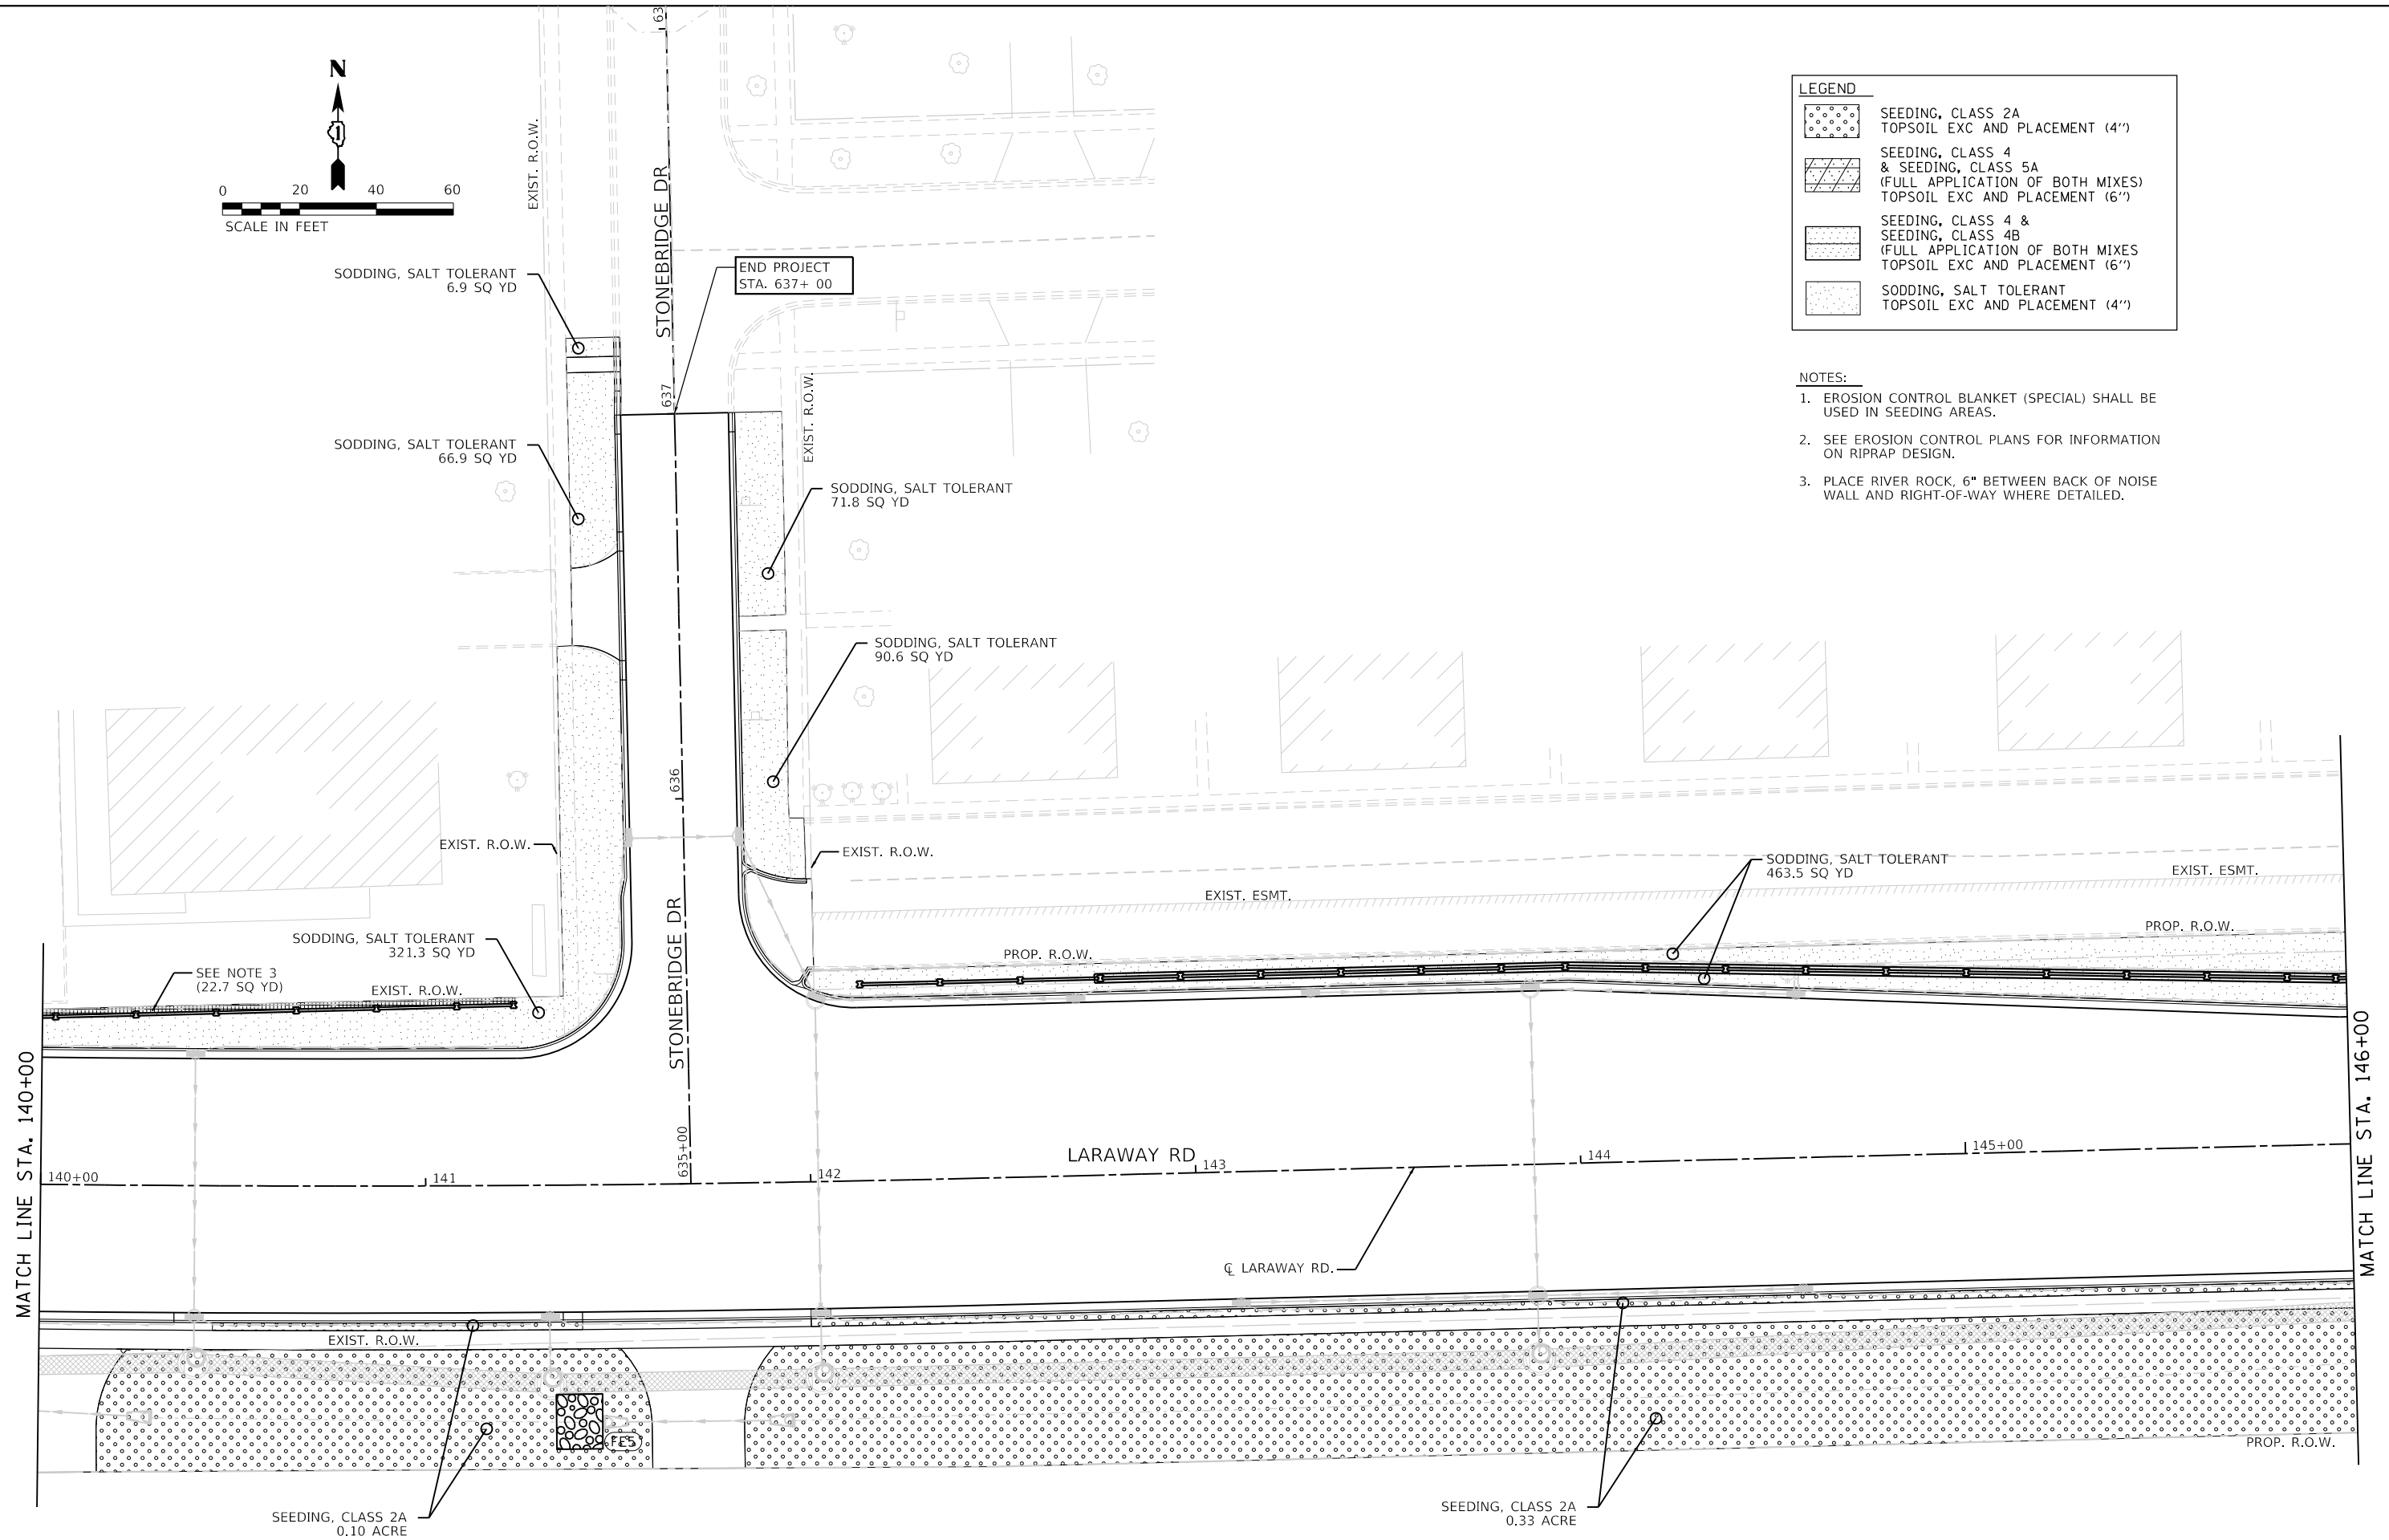 N
1
0 20 40 60
SCALE IN FEET
EXIST. R.O.W.
STONEBRIDGE DR
63
END PROJECT
STA. 637+ 00
637
EXIST. R.O.W.
SODDING, SALT TOLERANT
6.9 SQ YD
SODDING, SALT TOLERANT
66.9 SQ YD
SODDING, SALT TOLERANT
71.8 SQ YD
SODDING, SALT TOLERANT
90.6 SQ YD
636
LEGEND
SEEDING, CLASS 2A
TOPSOIL EXC AND PLACEMENT (4'')
SEEDING, CLASS 4
& SEEDING, CLASS 5A
(FULL APPLICATION OF BOTH MIXES)
TOPSOIL EXC AND PLACEMENT (6'')
SEEDING, CLASS 4 &
SEEDING, CLASS 4B
(FULL APPLICATION OF BOTH MIXES
TOPSOIL EXC AND PLACEMENT (6'')
SODDING, SALT TOLERANT
TOPSOIL EXC AND PLACEMENT (4'')
NOTES:
1. EROSION CONTROL BLANKET (SPECIAL) SHALL BE
USED IN SEEDING AREAS.
2. SEE EROSION CONTROL PLANS FOR INFORMATION
ON RIPRAP DESIGN.
3. PLACE RIVER ROCK, 6" BETWEEN BACK OF NOISE
WALL AND RIGHT-OF-WAY WHERE DETAILED.
EXIST. R.O.W.
EXIST. R.O.W.
SODDING, SALT TOLERANT
463.5 SQ YD
EXIST. ESMT.
EXIST. ESMT.
PROP. R.O.W.
PROP. R.O.W.
SODDING, SALT TOLERANT
321.3 SQ YD
SEE NOTE 3
(22.7 SQ YD)
EXIST. R.O.W.
STONEBRIDGE DR
635+00
MATCH LINE STA. 140+00
MATCH LINE STA. 146+00
LARAWAY RD
140+00
141
142
143
144
145+00
℄ LARAWAY RD.
EXIST. R.O.W.
FES
PROP. R.O.W.
SEEDING, CLASS 2A
0.10 ACRE
SEEDING, CLASS 2A
0.33 ACRE